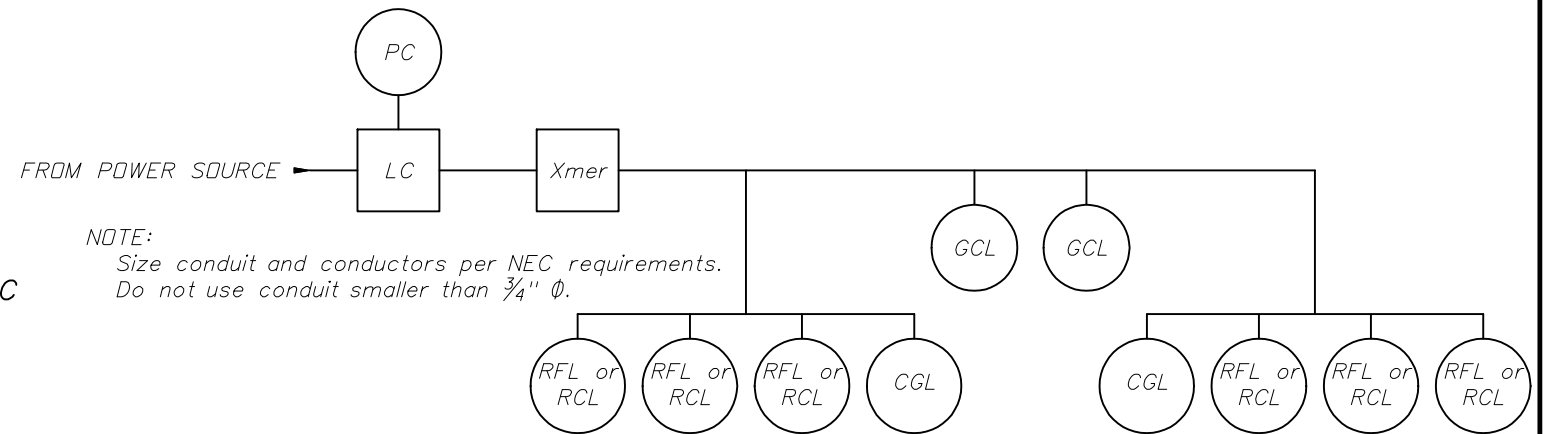 PC
FROM POWER SOURCE
LC
Xmer
NOTE:
Size conduit and conductors per NEC requirements.
Do not use conduit smaller than ¾" Ø.
C
GCL
GCL
RFL or
RCL
RFL or
RCL
RFL or
RCL
CGL
CGL
RFL or
RCL
RFL or
RCL
RFL or
RCL